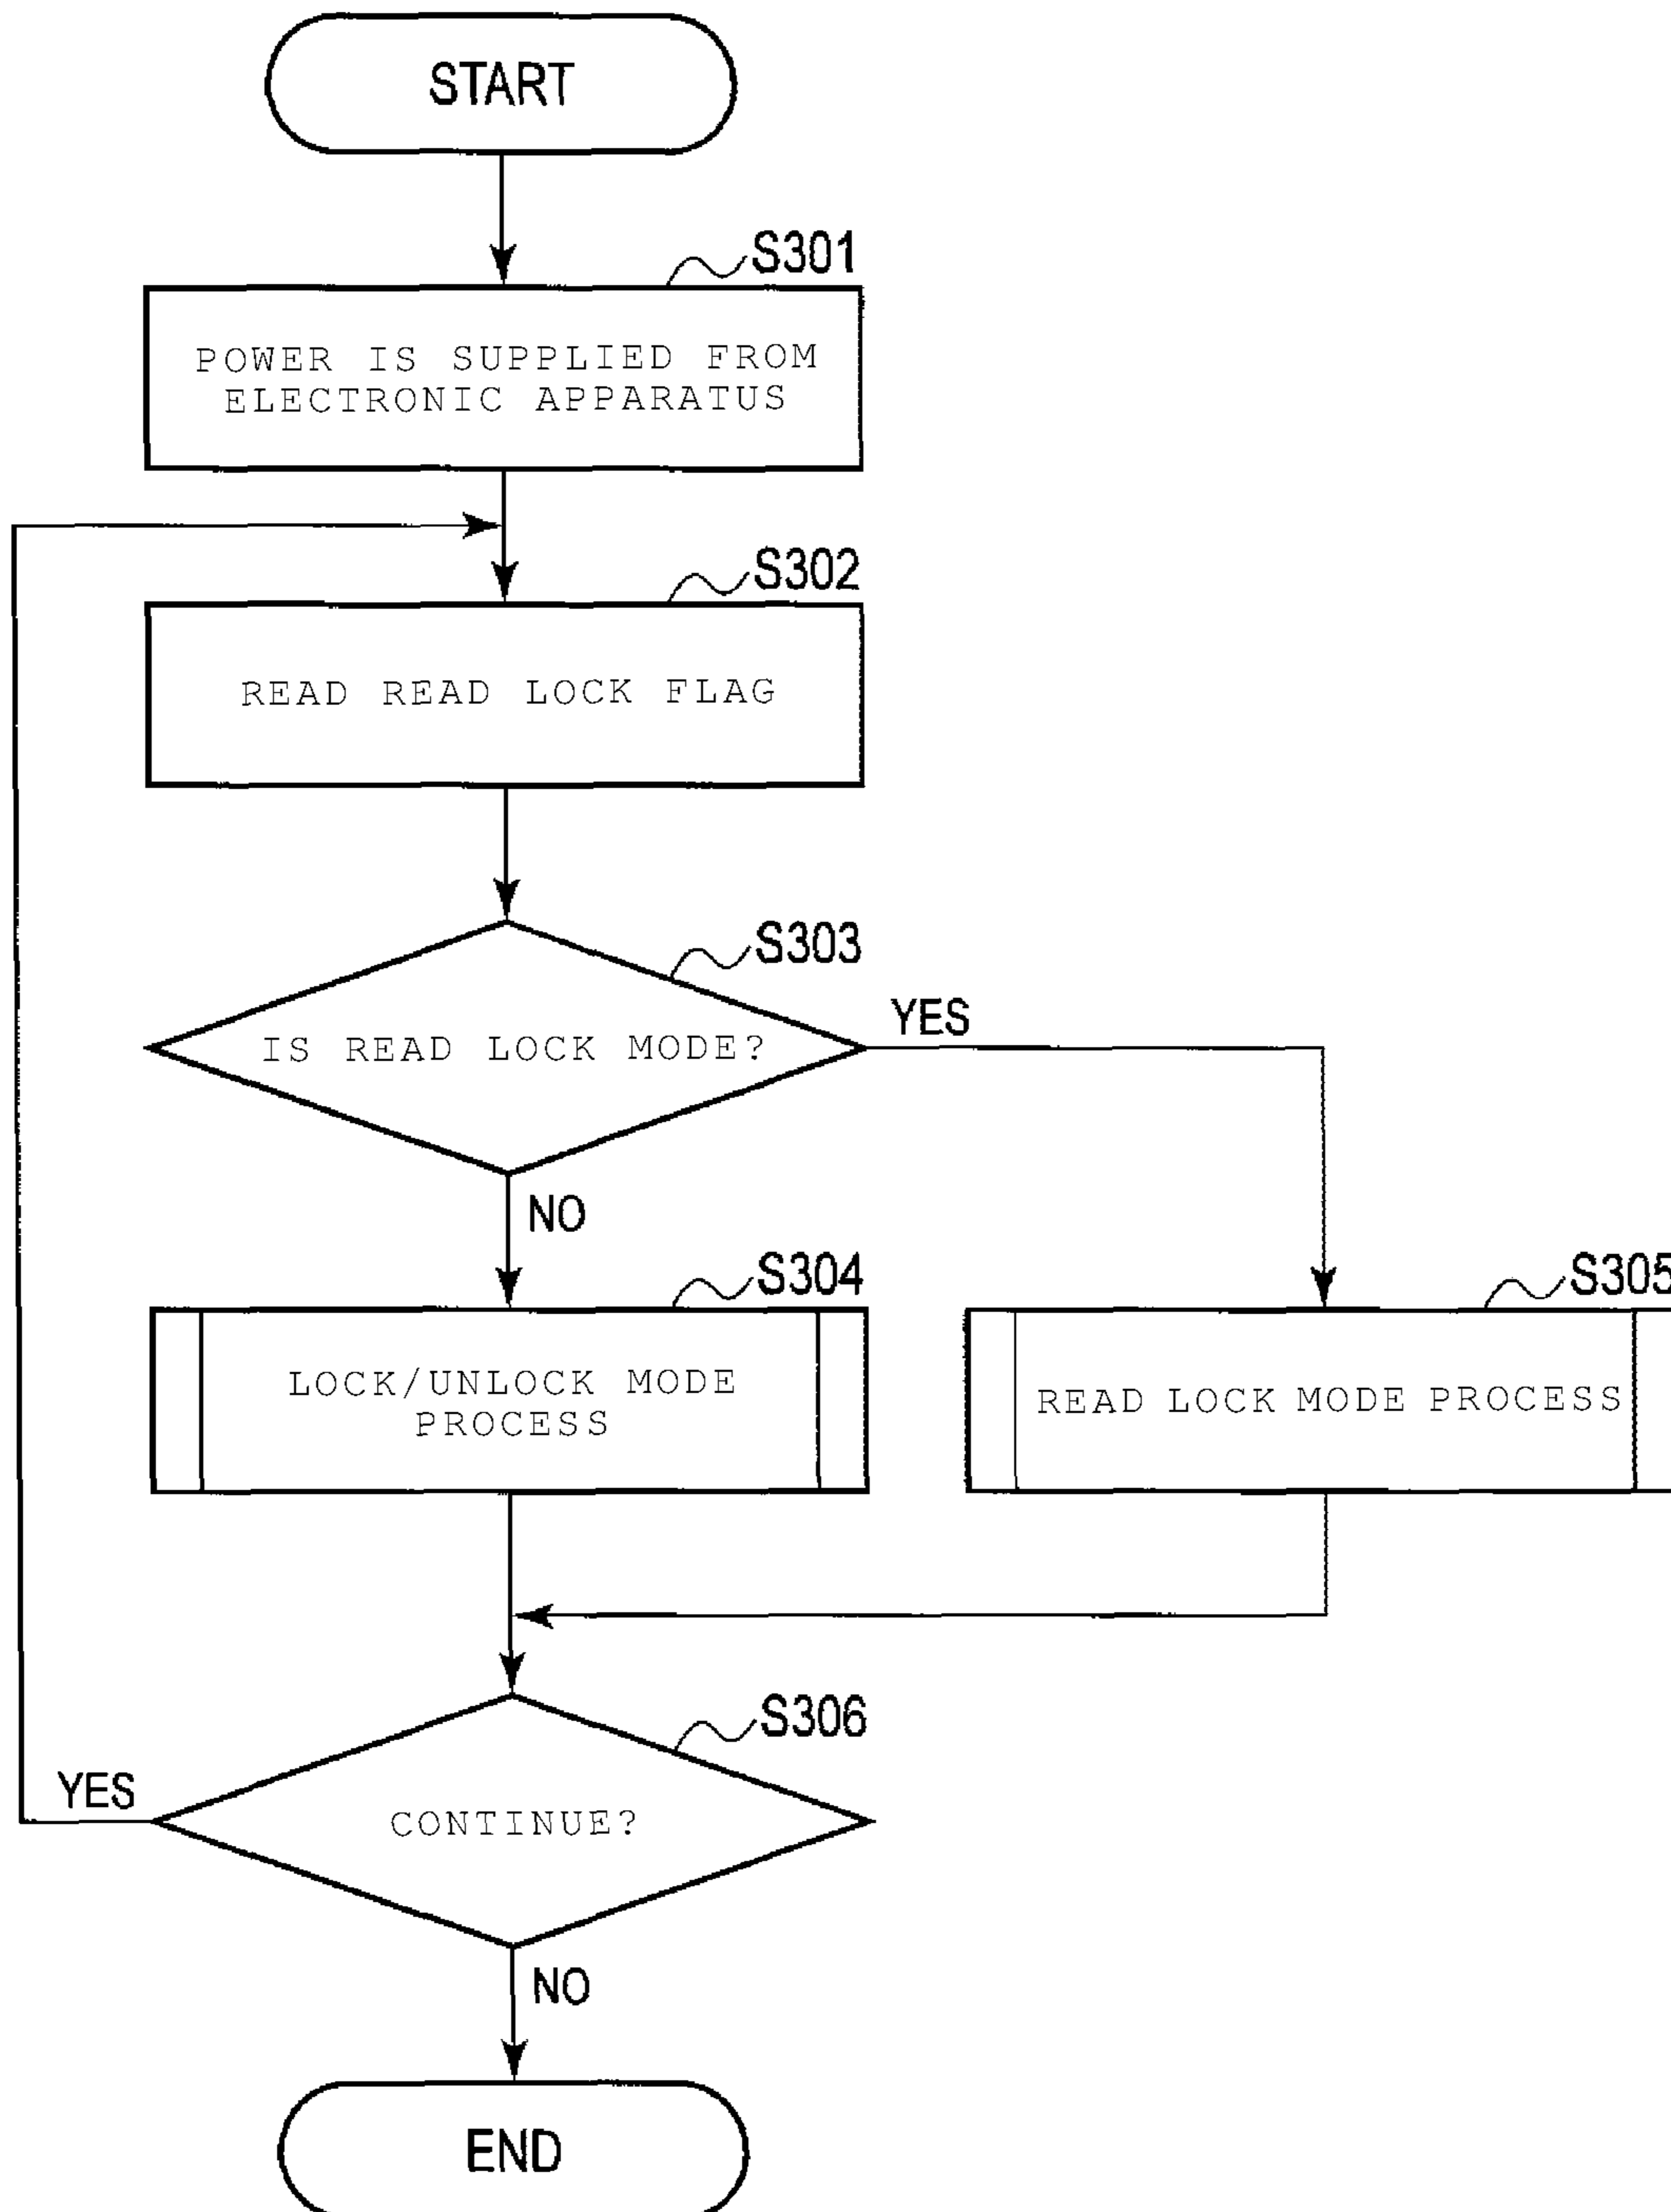 START
S301
POWER IS SUPPLIED FROM
ELECTRONIC APPARATUS
S302
READ READ LOCK FLAG
S303
IS READ LOCK MODE?
YES
NO
S304
LOCK/UNLOCK MODE
PROCESS
S305
READ LOCK MODE PROCESS
S306
CONTINUE?
YES
NO
END